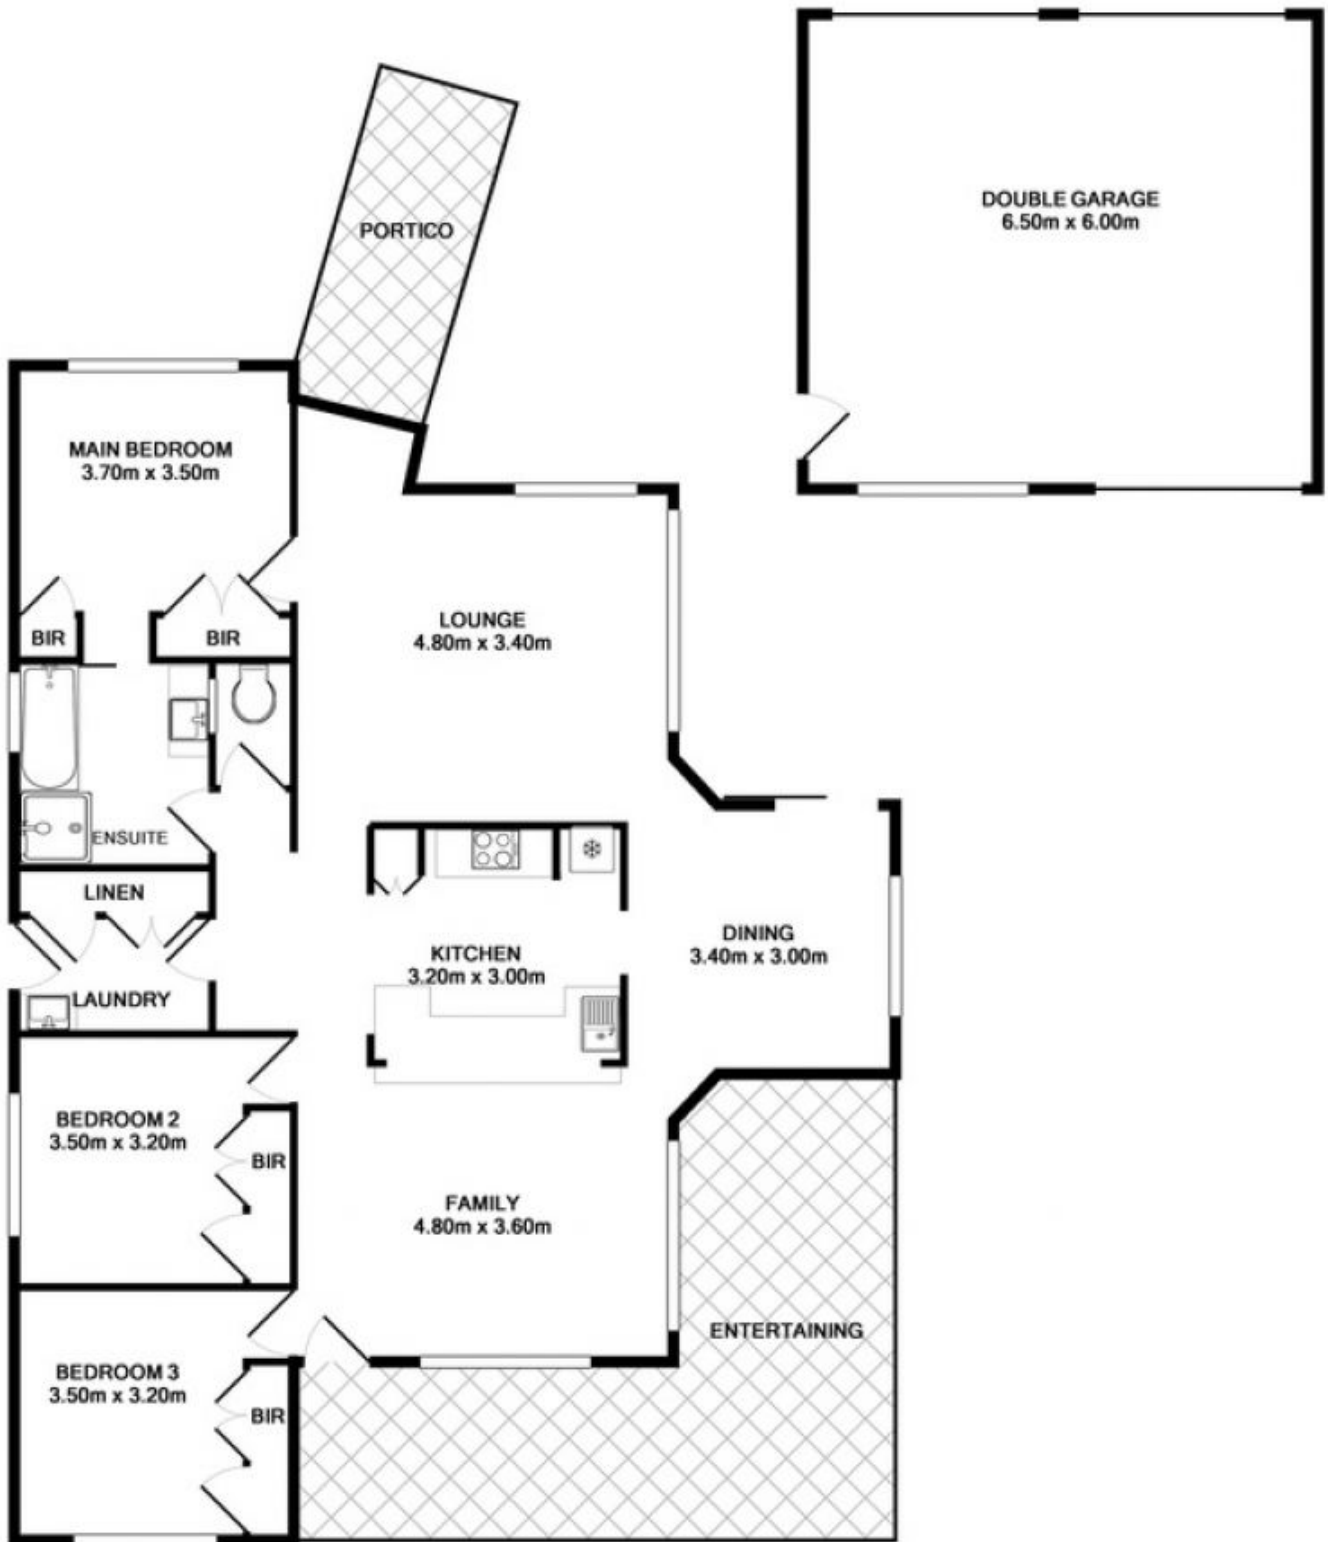 DOUBLE GARAGE
6.50m x 6.00m
PORTICO
MAIN BEDROOM
3.70m x 3.50m
LOUNGE
4.80m x 3.40m
BIR
BIR
ENSUITE
LINEN
KITCHEN
3.20m x 3.00m
DINING
3.40m x 3.00m
LAUNDRY
BEDROOM 2
3.50m x 3.20m
BIR
FAMILY
4.80m x 3.60m
ENTERTAINING
BEDROOM 3
3.50m x 3.20m
BIR